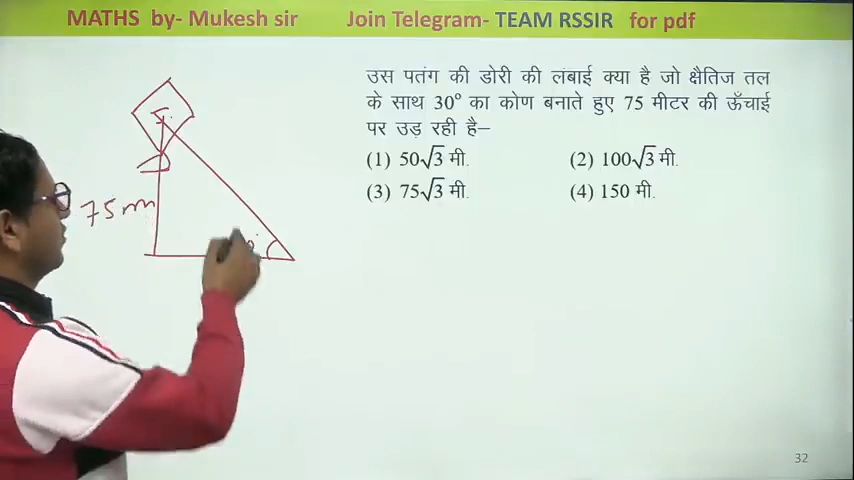 MATHS by- Mukesh sir Join Telegram- TEAM RSSIR for pdf
उस पतंग की डोरी की लंबाई क्या है जो क्षैतिज तल
के साथ 30° का कोण बनाते हुए 75 मीटर की ऊँचाई
पर उड़ रही है–
(1) 50√3 मी. (2) 100√3 मी.
(3) 75√3 मी. (4) 150 मी.
75m
32